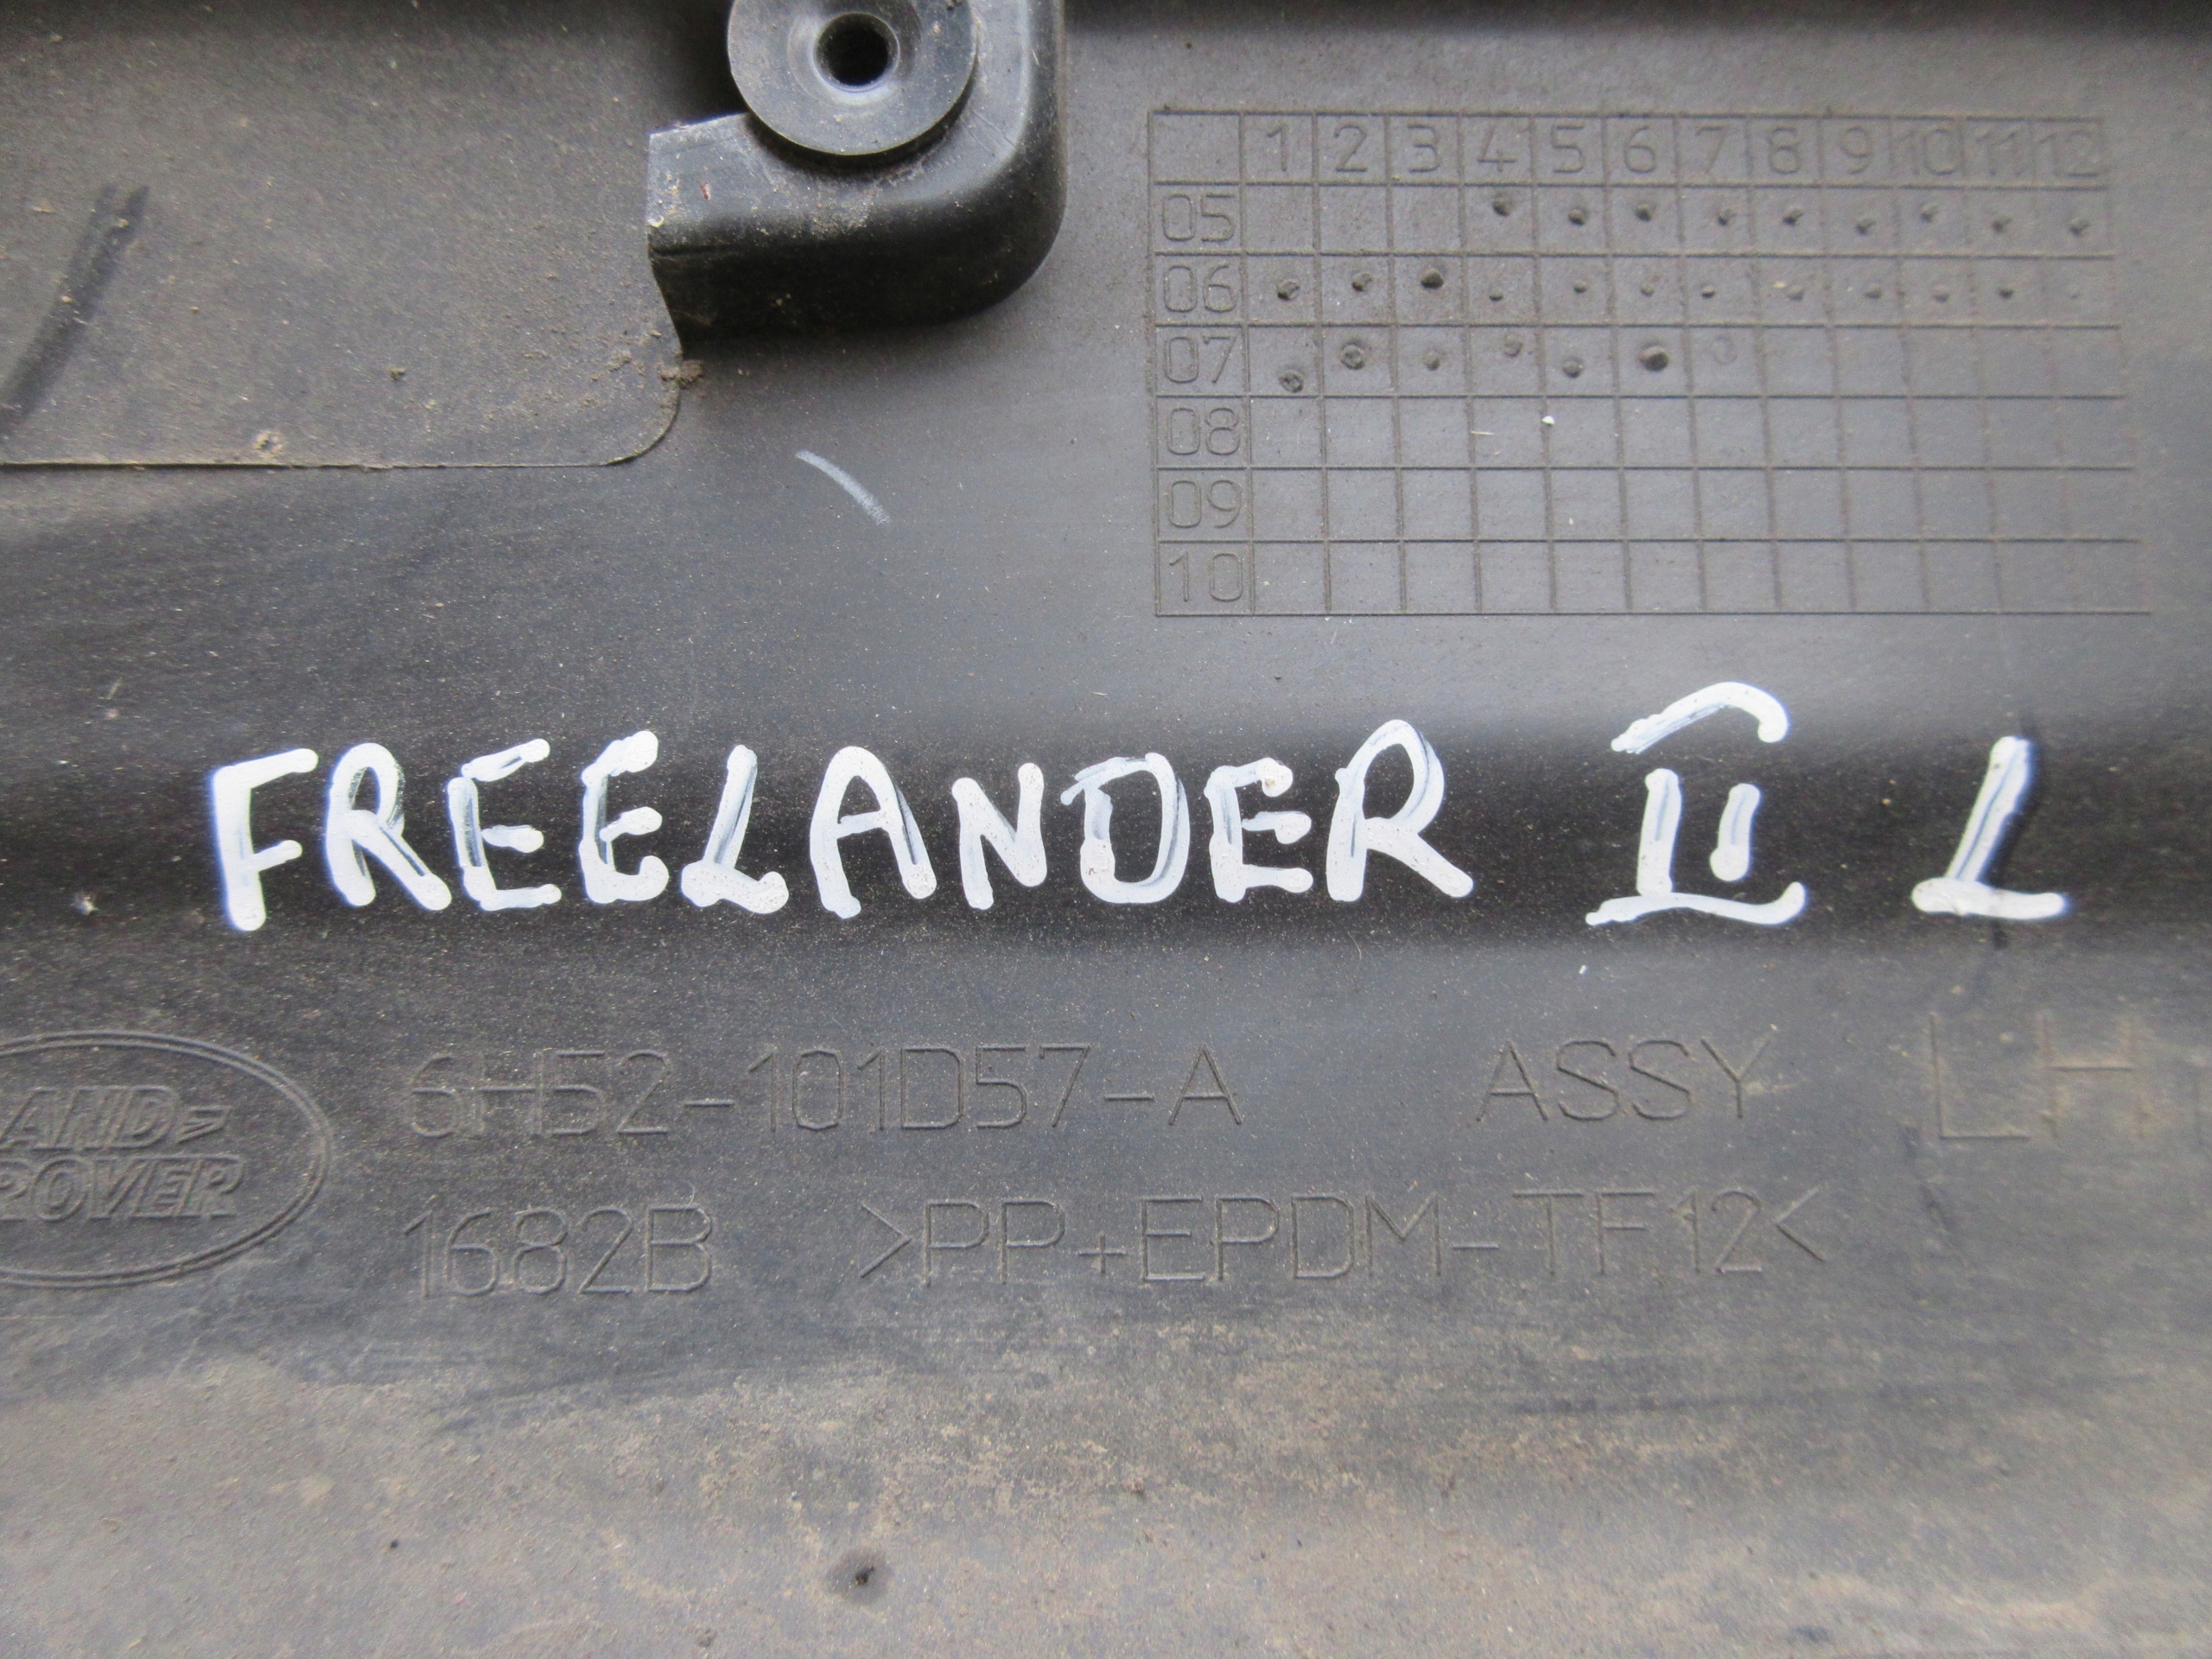 1 2 3 4 5 6 7 8 9 10 11 12
05
06
07
08
09
10
FREELANDER II L
6H52-101D57-A ASSY LH
AND
ROVER
1682B >PP+EPDM-TF12<